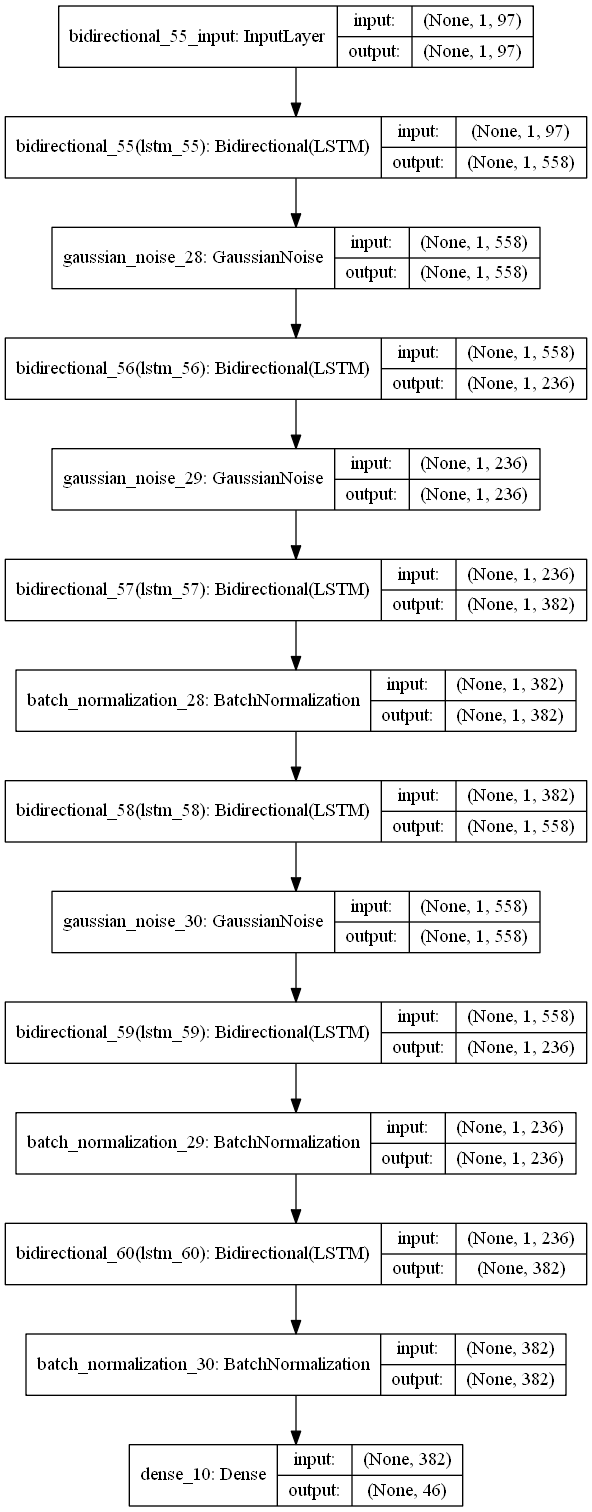 bidirectional_55_input: InputLayer
input: (None, 1, 97)
output: (None, 1, 97)
bidirectional_55(lstm_55): Bidirectional(LSTM)
input: (None, 1, 97)
output: (None, 1, 558)
gaussian_noise_28: GaussianNoise
input: (None, 1, 558)
output: (None, 1, 558)
bidirectional_56(lstm_56): Bidirectional(LSTM)
input: (None, 1, 558)
output: (None, 1, 236)
gaussian_noise_29: GaussianNoise
input: (None, 1, 236)
output: (None, 1, 236)
bidirectional_57(lstm_57): Bidirectional(LSTM)
input: (None, 1, 236)
output: (None, 1, 382)
batch_normalization_28: BatchNormalization
input: (None, 1, 382)
output: (None, 1, 382)
bidirectional_58(lstm_58): Bidirectional(LSTM)
input: (None, 1, 382)
output: (None, 1, 558)
gaussian_noise_30: GaussianNoise
input: (None, 1, 558)
output: (None, 1, 558)
bidirectional_59(lstm_59): Bidirectional(LSTM)
input: (None, 1, 558)
output: (None, 1, 236)
batch_normalization_29: BatchNormalization
input: (None, 1, 236)
output: (None, 1, 236)
bidirectional_60(lstm_60): Bidirectional(LSTM)
input: (None, 1, 236)
output: (None, 382)
batch_normalization_30: BatchNormalization
input: (None, 382)
output: (None, 382)
dense_10: Dense
input: (None, 382)
output: (None, 46)